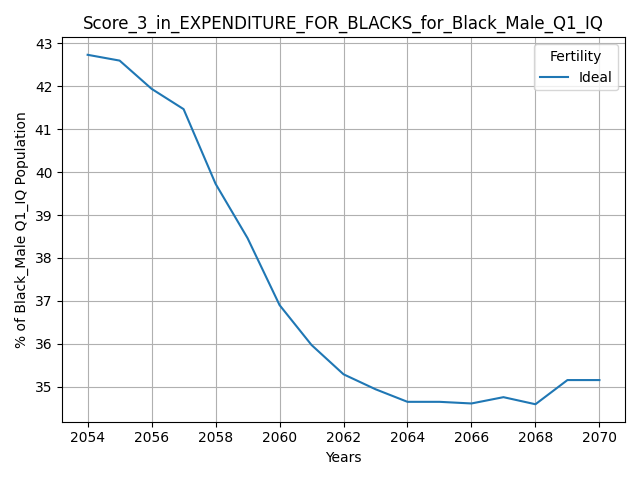 Score_3_in_EXPENDITURE_FOR_BLACKS_for_Black_Male_Q1_IQ
43
42
41
40
39
38
37
36
35
% of Black_Male Q1_IQ Population
Fertility
Ideal
2054 2056 2058 2060 2062 2064 2066 2068 2070
Years